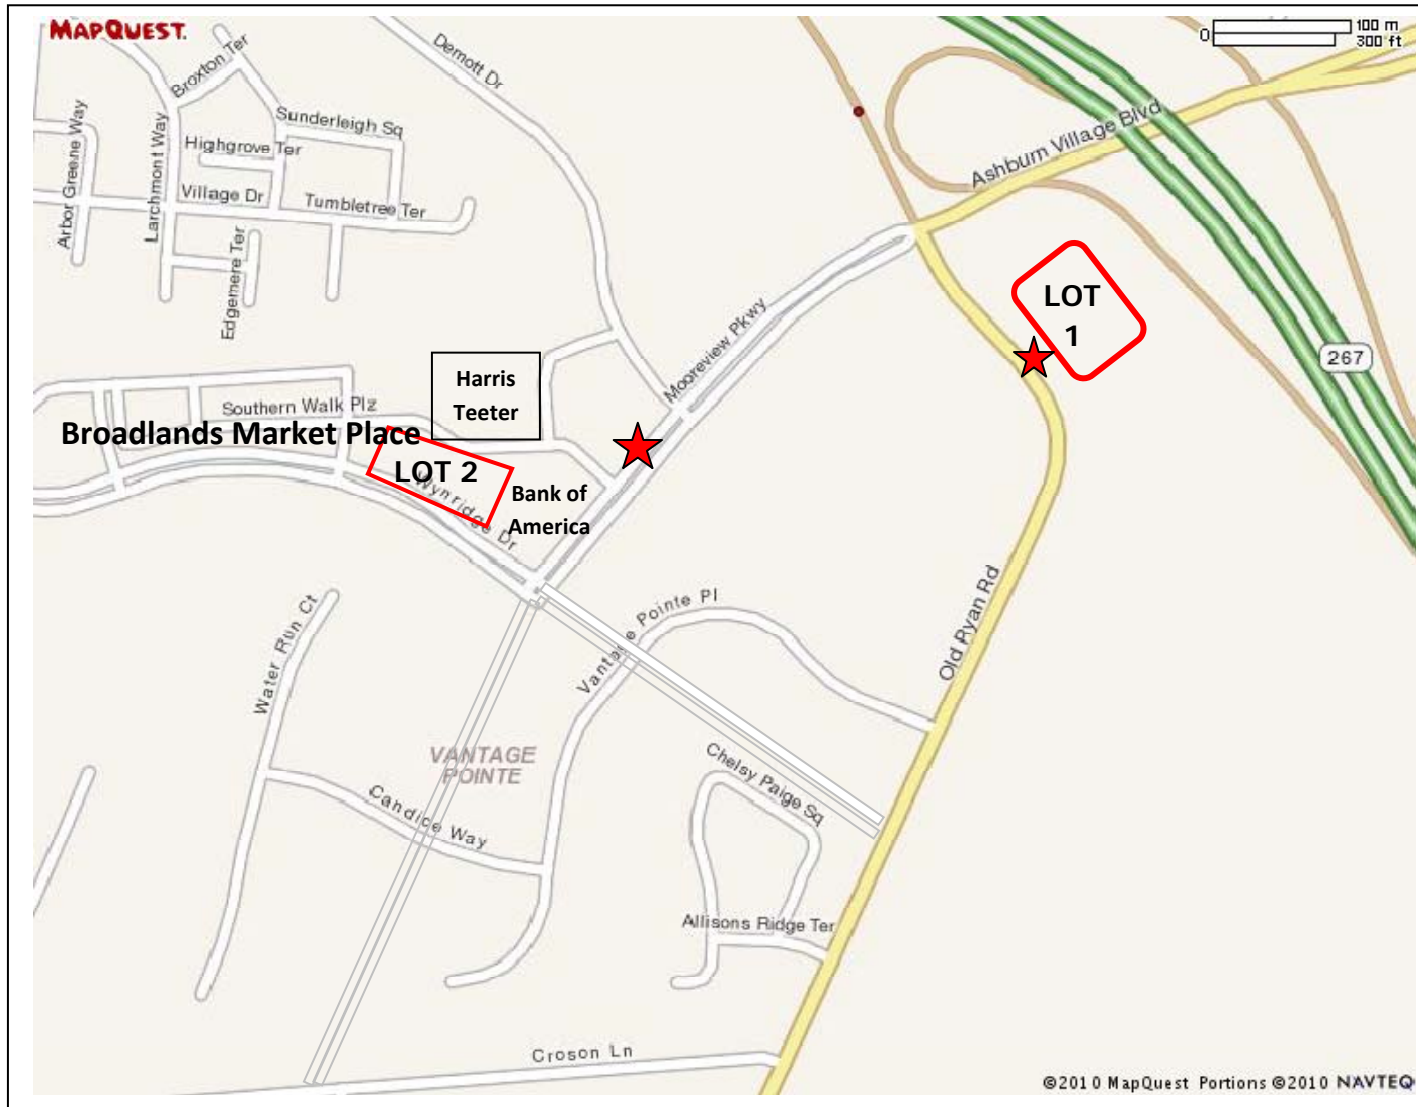 MAPQUEST.
0
100 m
300 ft
Broxton Ter
Demott Dr
Arbor Greene Way
Larchmont Way
Sunderleigh Sq
Highgrove Ter
Village Dr
Tumbletree Ter
Edgemere Ter
Ashburn Village Blvd
LOT
1
267
Mooreview Pkwy
Harris
Teeter
Southern Walk Plz
Broadlands Market Place
LOT 2
Wynridge Dr
Bank of
America
Old Ryan Rd
Water Run Ct
Vantage Pointe Pl
VANTAGE
POINTE
Chelsy Paige Sq
Candice Way
Allisons Ridge Ter
Croson Ln
©2010 MapQuest Portions ©2010 NAVTEQ